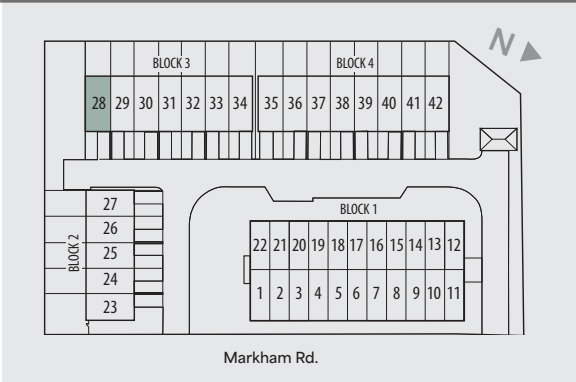 N
BLOCK 3 BLOCK 4
28 29 30 31 32 33 34 35 36 37 38 39 40 41 42
BLOCK 2
27
26
25
24
23
BLOCK 1
22 21 20 19 18 17 16 15 14 13 12
1 2 3 4 5 6 7 8 9 10 11
Markham Rd.